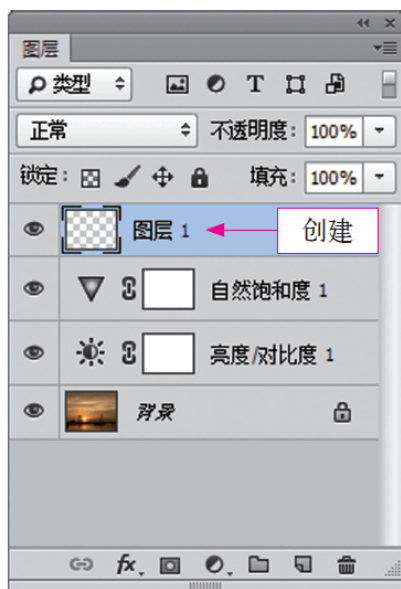 图层
类型
T
正常 不透明度: 100%
锁定: 填充: 100%
图层 1 创建
自然饱和度 1
亮度/对比度 1
背景
fx